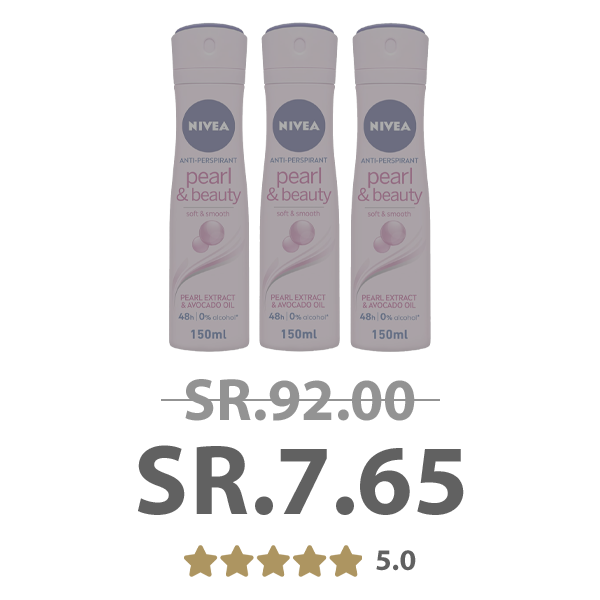 NIVEA NIVEA NIVEA
ANTI-PERSPIRANT ANTI-PERSPIRANT ANTI-PERSPIRANT
pearl pearl pearl
& beauty & beauty & beauty
soft & smooth soft & smooth soft & smooth
PEARL EXTRACT PEARL EXTRACT PEARL EXTRACT
& AVOCADO OIL & AVOCADO OIL & AVOCADO OIL
48h | 0% alcohol* 48h | 0% alcohol* 48h | 0% alcohol*
150ml 150ml 150ml
SR.92.00
SR.7.65
5.0